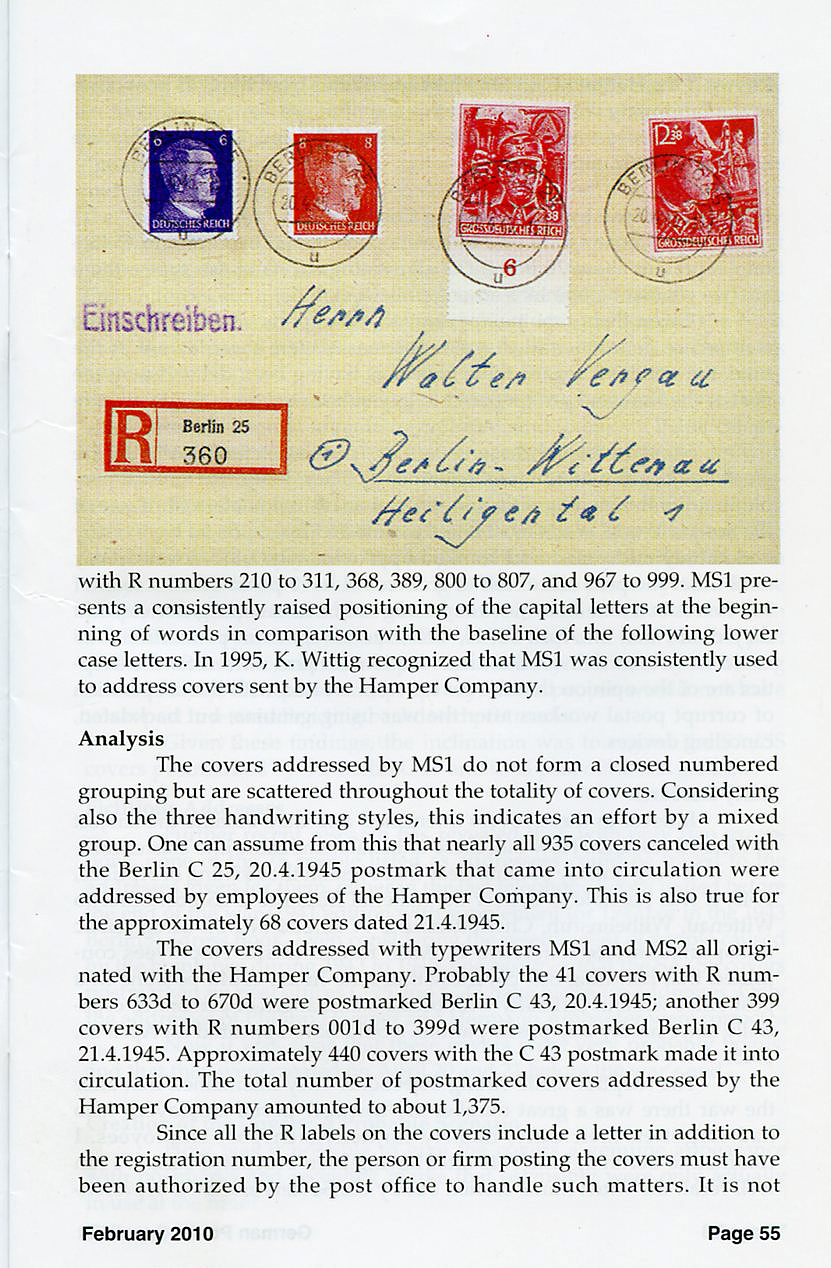 BERLIN C 25
6 6
DEUTSCHES REICH
u
8 8
DEUTSCHES REICH
u
12
38
GROSSDEUTSCHES REICH
u 6
12 38
GROSSDEUTSCHES REICH
u
Einschreiben.
Herrn
Walter Vergau
R Berlin 25
360
① Berlin-Wittenau
Heiligental 1
with R numbers 210 to 311, 368, 389, 800 to 807, and 967 to 999. MS1 pre-
sents a consistently raised positioning of the capital letters at the begin-
ning of words in comparison with the baseline of the following lower
case letters. In 1995, K. Wittig recognized that MS1 was consistently used
to address covers sent by the Hamper Company.
Analysis
The covers addressed by MS1 do not form a closed numbered
grouping but are scattered throughout the totality of covers. Considering
also the three handwriting styles, this indicates an effort by a mixed
group. One can assume from this that nearly all 935 covers canceled with
the Berlin C 25, 20.4.1945 postmark that came into circulation were
addressed by employees of the Hamper Company. This is also true for
the approximately 68 covers dated 21.4.1945.
The covers addressed with typewriters MS1 and MS2 all origi-
nated with the Hamper Company. Probably the 41 covers with R num-
bers 633d to 670d were postmarked Berlin C 43, 20.4.1945; another 399
covers with R numbers 001d to 399d were postmarked Berlin C 43,
21.4.1945. Approximately 440 covers with the C 43 postmark made it into
circulation. The total number of postmarked covers addressed by the
Hamper Company amounted to about 1,375.
Since all the R labels on the covers include a letter in addition to
the registration number, the person or firm posting the covers must have
been authorized by the post office to handle such matters. It is not
February 2010 Page 55